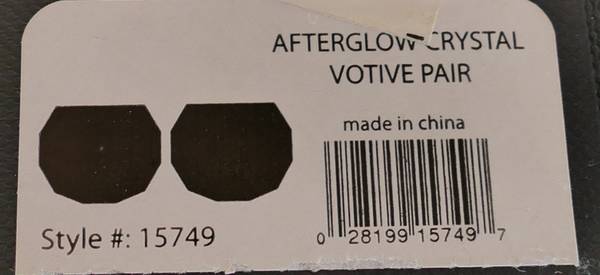 AFTERGLOW CRYSTAL
VOTIVE PAIR
made in china
Style #: 15749
0 28199 15749 7